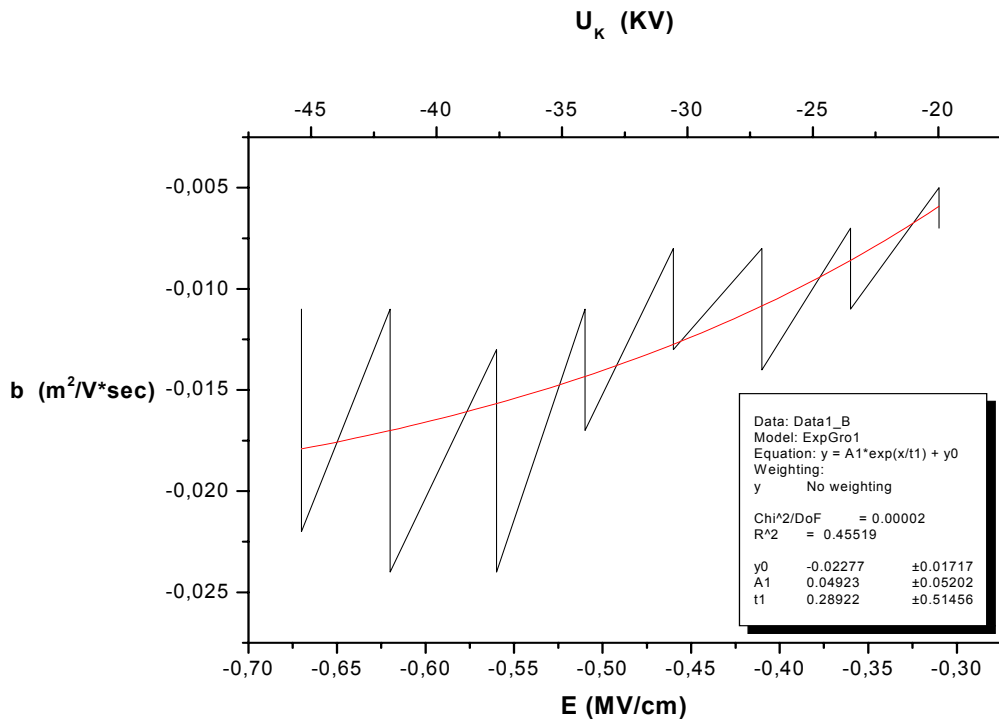 U_K (KV)
-45 -40 -35 -30 -25 -20
-0,005
-0,010
-0,015
-0,020
-0,025
b (m²/V*sec)
Data: Data1_B
Model: ExpGro1
Equation: y = A1*exp(x/t1) + y0
Weighting:
y No weighting
Chi^2/DoF = 0.00002
R^2 = 0.45519
y0 -0.02277 ±0.01717
A1 0.04923 ±0.05202
t1 0.28922 ±0.51456
-0,70 -0,65 -0,60 -0,55 -0,50 -0,45 -0,40 -0,35 -0,30
E (MV/cm)